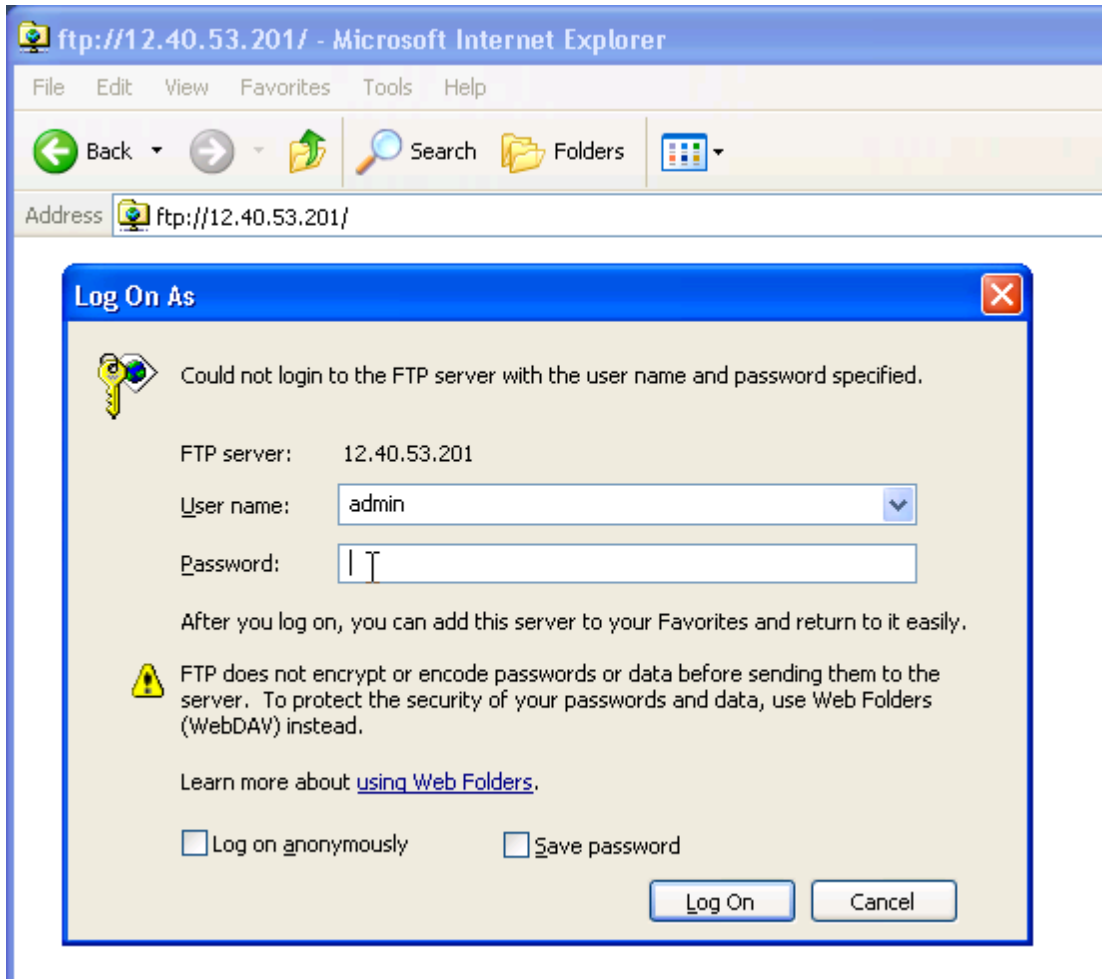 ftp://12.40.53.201/ - Microsoft Internet Explorer
File Edit View Favorites Tools Help
Back Search Folders
Address ftp://12.40.53.201/
Log On As
Could not login to the FTP server with the user name and password specified.
FTP server: 12.40.53.201
User name: admin
Password:
After you log on, you can add this server to your Favorites and return to it easily.
FTP does not encrypt or encode passwords or data before sending them to the
server. To protect the security of your passwords and data, use Web Folders
(WebDAV) instead.
Learn more about using Web Folders.
Log on anonymously Save password
Log On Cancel